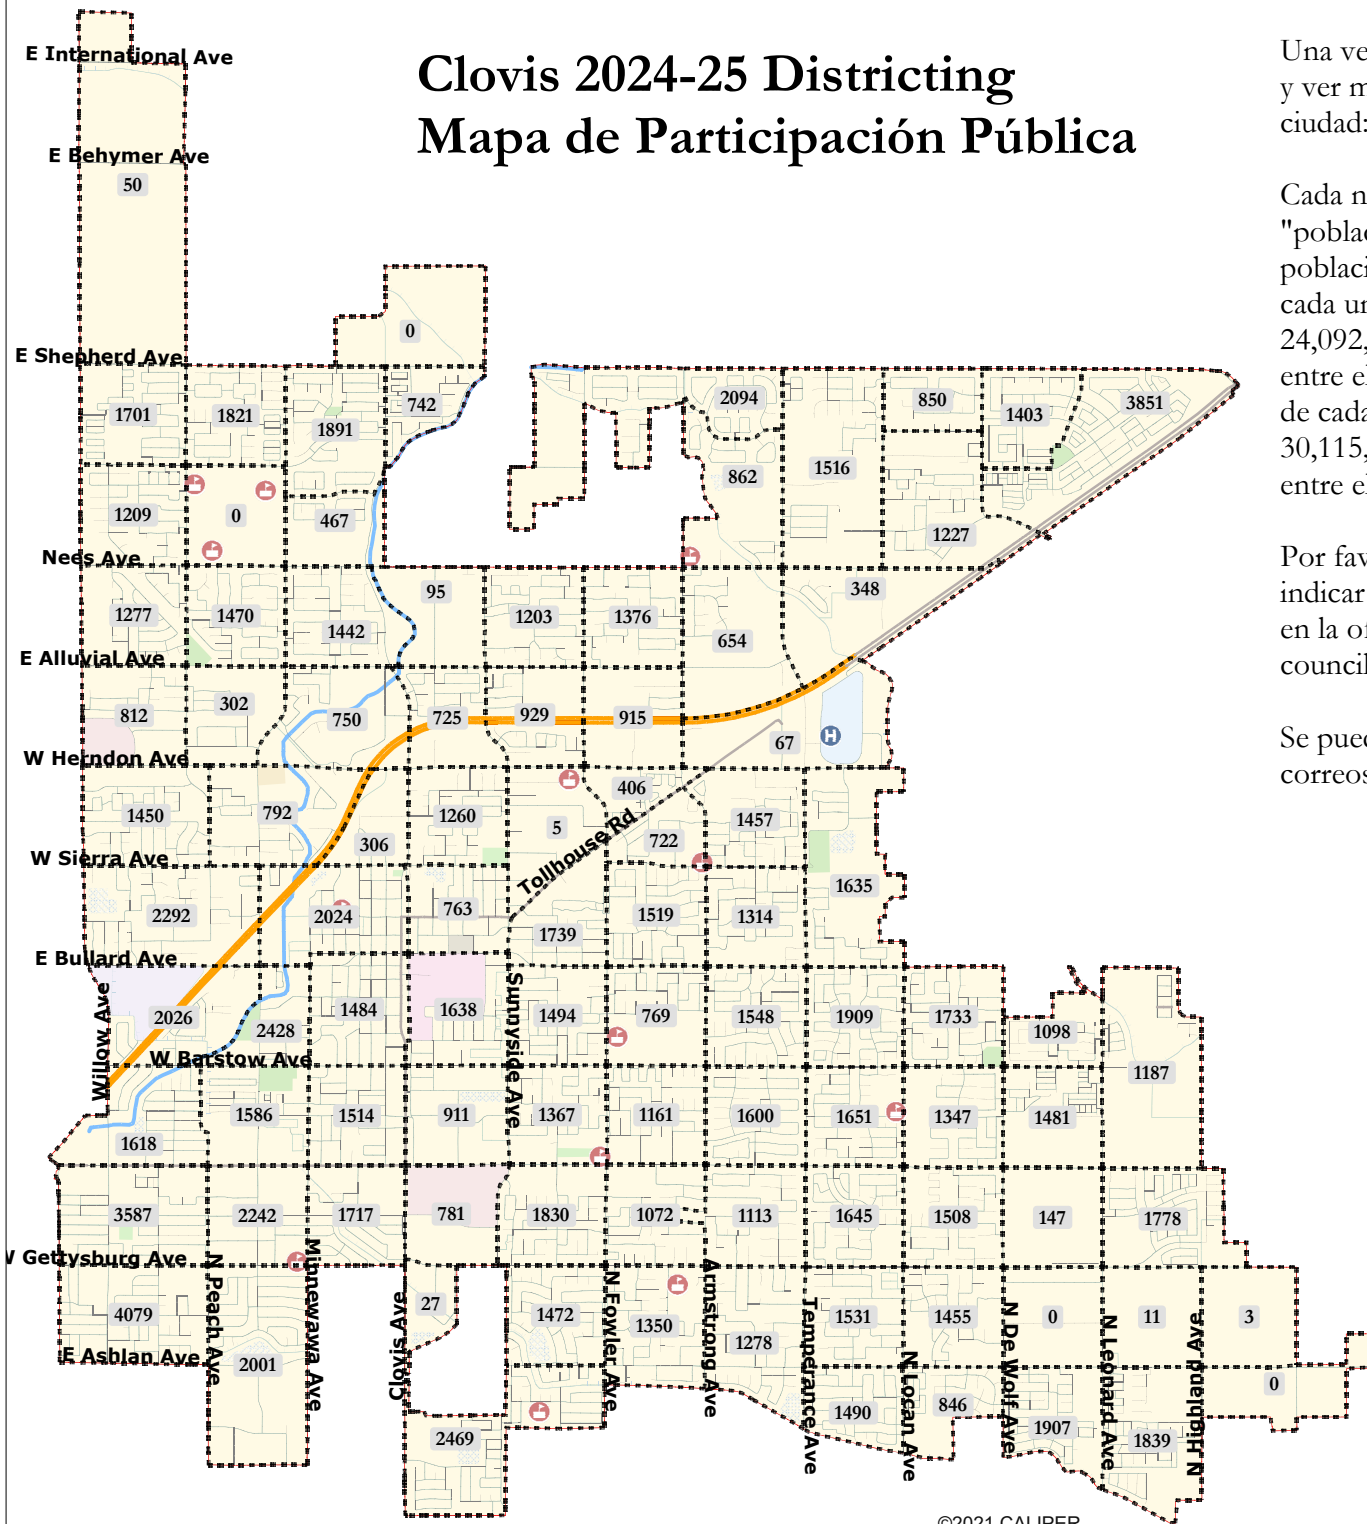 Clovis 2024-25 Districting
Mapa de Participación Pública
Una ve
y ver m
ciudad:
Cada n
"pobla
poblaci
cada un
24,092,
entre el
de cada
30,115,
entre el
Por fav
indicar
en la of
council
Se pue
correos
E International Ave
E Behymer Ave
50
0
E Shepherd Ave
1701
1821
1891
742
2094
850
1403
3851
1209
0
467
862
1516
1227
Nees Ave
1277
1470
1442
95
1203
1376
654
348
E Alluvial Ave
812
302
750
725
929
915
67
H
W Herndon Ave
1450
792
306
1260
5
406
722
1457
Tollhouse Rd
W Sierra Ave
2292
2024
763
1739
1519
1314
1635
E Bullard Ave
Willow Ave
2026
2428
1484
1638
Sunnyside Ave
1494
769
1548
1909
1733
1098
1187
W Barstow Ave
1618
1586
1514
911
1367
1161
1600
1651
1347
1481
3587
2242
1717
781
1830
1072
1113
1645
1508
147
1778
W Gettysburg Ave
N Peach Ave
Minnewawa Ave
Clovis Ave
N Fowler Ave
Armstrong Ave
Temperance Ave
N Locan Ave
N De Wolf Ave
N Leonard Ave
N Highland Ave
4079
2001
27
1472
1350
1278
1531
1455
0
11
3
E Ashlan Ave
2469
1490
846
1907
1839
0
©2021 CALIPER